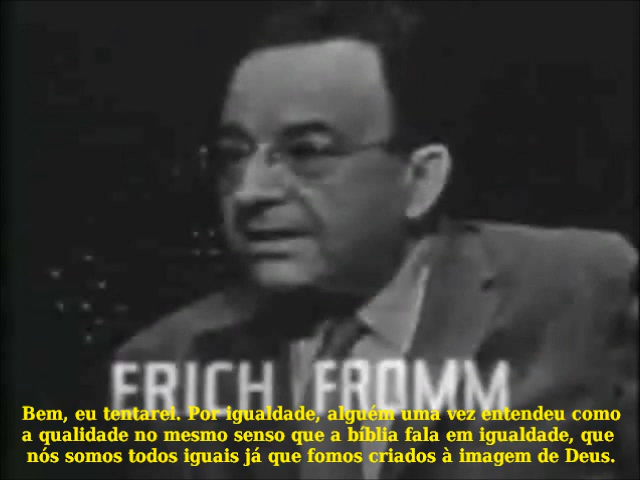 ERICH FROMM
Bem, eu tentarei. Por igualdade, alguém uma vez entendeu como
a qualidade no mesmo senso que a bíblia fala em igualdade, que
nós somos todos iguais já que fomos criados à imagem de Deus.